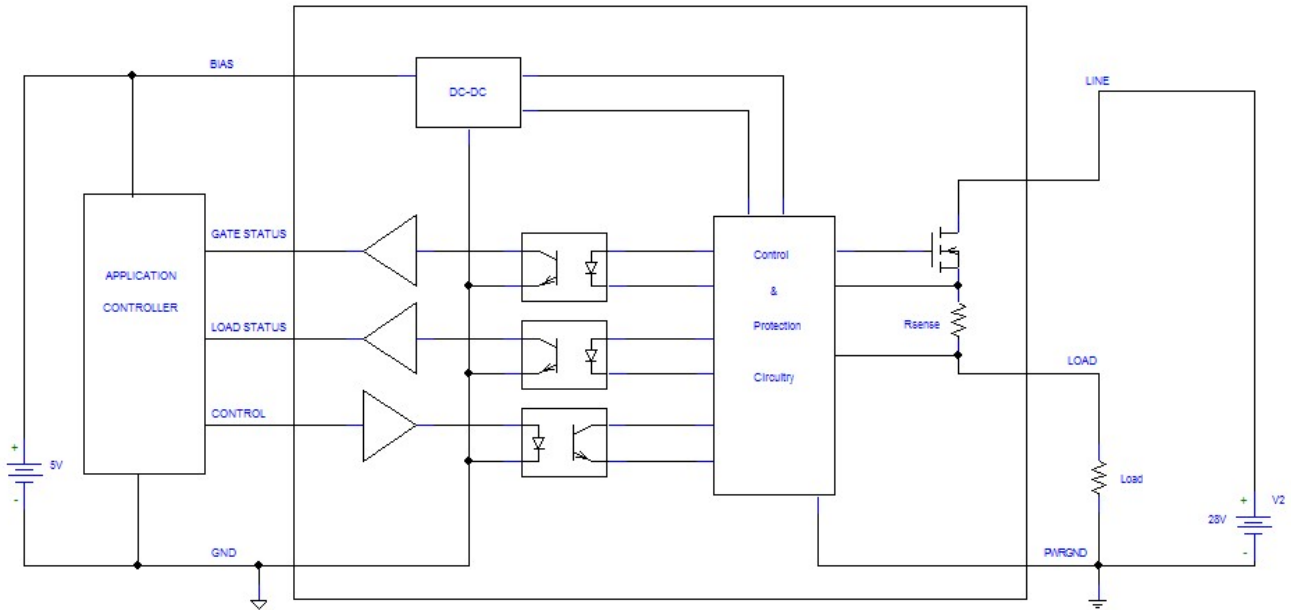 BIAS
DC-DC
LINE
GATE STATUS
Control
APPLICATION
&
CONTROLLER
LOAD STATUS
Rsense
Protection
LOAD
Circuitry
CONTROL
+
5V
-
Load
+
V2
28V
-
GND
PWRGND